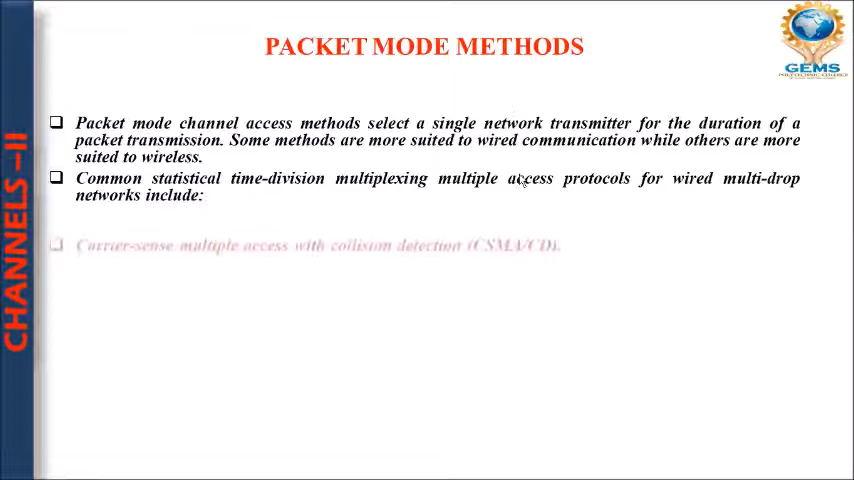 PACKET MODE METHODS
GEMS
POLYTECHNIC COLLEGE
CHANNELS –II
Packet mode channel access methods select a single network transmitter for the duration of a
packet transmission. Some methods are more suited to wired communication while others are more
suited to wireless.
Common statistical time-division multiplexing multiple access protocols for wired multi-drop
networks include:
Carrier-sense multiple access with collision detection (CSMA/CD).